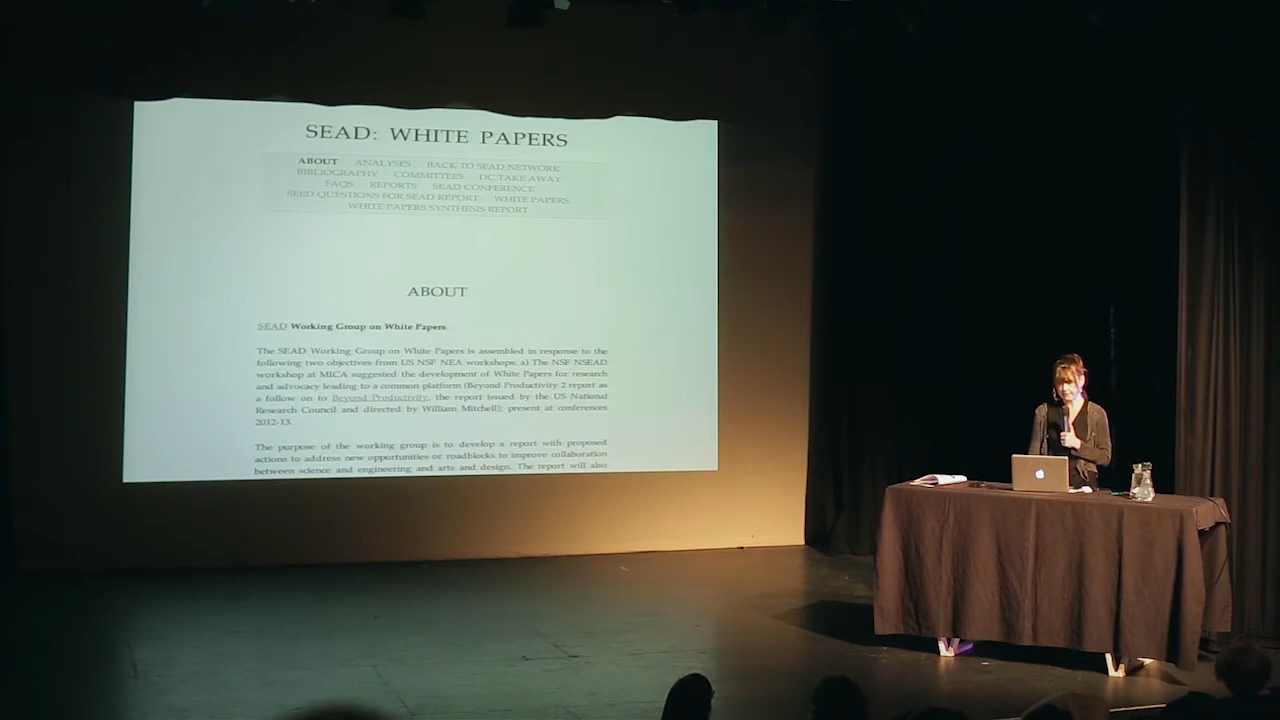 SEAD: WHITE PAPERS
ABOUT ANALYSES BACK TO SEAD NETWORK
BIBLIOGRAPHY COMMITTEES DC TAKE AWAY
FAQS REPORTS SEAD CONFERENCE
SEED QUESTIONS FOR SEAD REPORT WHITE PAPERS
WHITE PAPERS SYNTHESIS REPORT
ABOUT
SEAD Working Group on White Papers
The SEAD Working Group on White Papers is assembled in response to the
following two objectives from US NSF NEA workshops: a) The NSF NSEAD
workshop at MICA suggested the development of White Papers for research
and advocacy leading to a common platform (Beyond Productivity 2 report as
a follow on to Beyond Productivity, the report issued by the US National
Research Council and directed by William Mitchell); present at conferences
2012-13.
The purpose of the working group is to develop a report with proposed
actions to address new opportunities or roadblocks to improve collaboration
between science and engineering and arts and design. The report will also